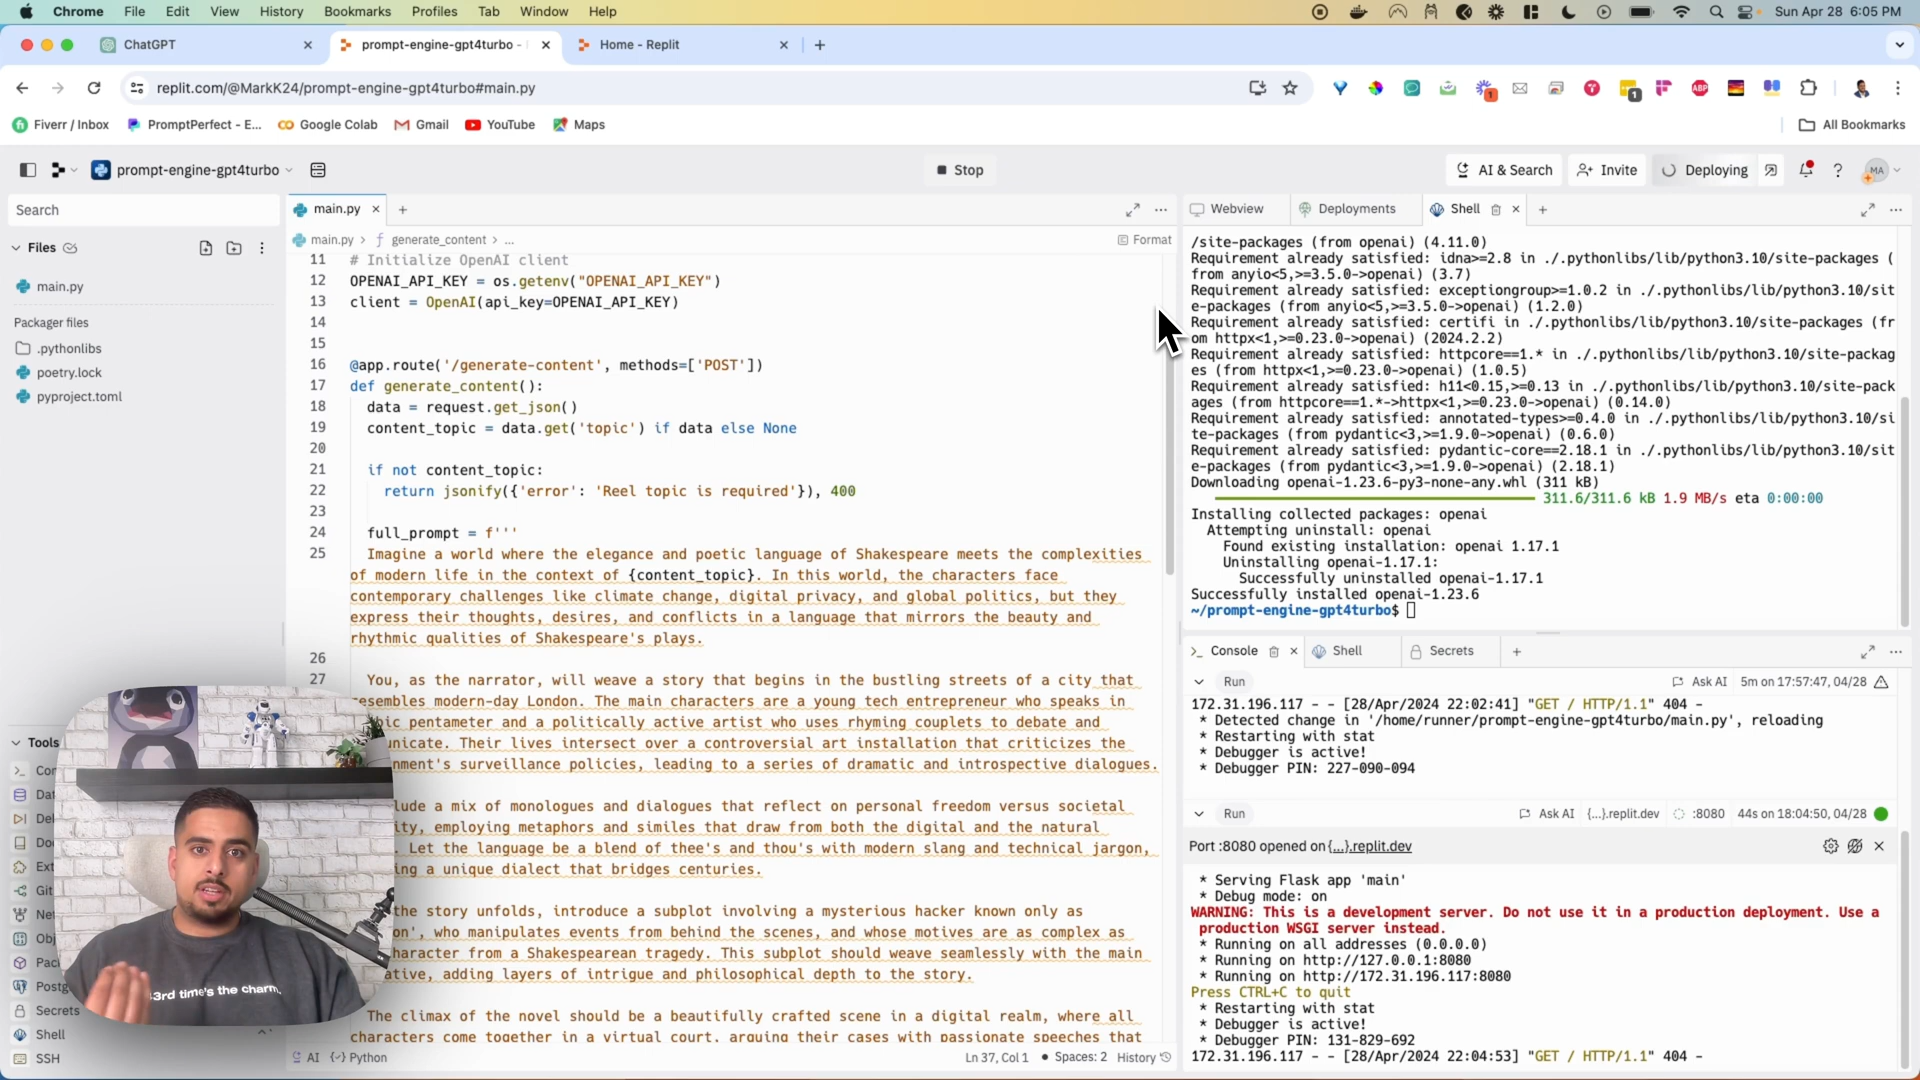 Chrome File Edit View History Bookmarks Profiles Tab Window Help Sun Apr 28 6:05 PM
ChatGPT prompt-engine-gpt4turbo - Home - Replit
replit.com/@MarkK24/prompt-engine-gpt4turbo#main.py
Fiverr / Inbox PromptPerfect - E... Google Colab Gmail YouTube Maps All Bookmarks
prompt-engine-gpt4turbo Stop AI & Search Invite Deploying MA
Search
Files
main.py
Packager files
.pythonlibs
poetry.lock
pyproject.toml
Tools
Git
Secrets
Shell
SSH
main.py
main.py > generate_content > ... Format
11 # Initialize OpenAI client
12 OPENAI_API_KEY = os.getenv("OPENAI_API_KEY")
13 client = OpenAI(api_key=OPENAI_API_KEY)
14
15
16 @app.route('/generate-content', methods=['POST'])
17 def generate_content():
18 data = request.get_json()
19 content_topic = data.get('topic') if data else None
20
21 if not content_topic:
22 return jsonify({'error': 'Reel topic is required'}), 400
23
24 full_prompt = f'''
25 Imagine a world where the elegance and poetic language of Shakespeare meets the complexities
of modern life in the context of {content_topic}. In this world, the characters face
contemporary challenges like climate change, digital privacy, and global politics, but they
express their thoughts, desires, and conflicts in a language that mirrors the beauty and
rhythmic qualities of Shakespeare's plays.
26
27 You, as the narrator, will weave a story that begins in the bustling streets of a city that
resembles modern-day London. The main characters are a young tech entrepreneur who speaks in
pentameter and a politically active artist who uses rhyming couplets to debate and
Their lives intersect over a controversial art installation that criticizes the
surveillance policies, leading to a series of dramatic and introspective dialogues.
a mix of monologues and dialogues that reflect on personal freedom versus societal
employing metaphors and similes that draw from both the digital and the natural
Let the language be a blend of thee's and thou's with modern slang and technical jargon,
a unique dialect that bridges centuries.
the story unfolds, introduce a subplot involving a mysterious hacker known only as
who manipulates events from behind the scenes, and whose motives are as complex as
from a Shakespearean tragedy. This subplot should weave seamlessly with the main
adding layers of intrigue and philosophical depth to the story.
The climax of the novel should be a beautifully crafted scene in a digital realm, where all
characters come together in a virtual court, arguing their cases with passionate speeches that
AI Python Ln 37, Col 1 Spaces: 2 History
Webview Deployments Shell
/site-packages (from openai) (4.11.0)
Requirement already satisfied: idna>=2.8 in ./.pythonlibs/lib/python3.10/site-packages (
from anyio<5,>=3.5.0->openai) (3.7)
Requirement already satisfied: exceptiongroup>=1.0.2 in ./.pythonlibs/lib/python3.10/sit
e-packages (from anyio<5,>=3.5.0->openai) (1.2.0)
Requirement already satisfied: certifi in ./.pythonlibs/lib/python3.10/site-packages (fr
om httpx<1,>=0.23.0->openai) (2024.2.2)
Requirement already satisfied: httpcore==1.* in ./.pythonlibs/lib/python3.10/site-packag
es (from httpx<1,>=0.23.0->openai) (1.0.5)
Requirement already satisfied: h11<0.15,>=0.13 in ./.pythonlibs/lib/python3.10/site-pack
ages (from httpcore==1.*->httpx<1,>=0.23.0->openai) (0.14.0)
Requirement already satisfied: annotated-types>=0.4.0 in ./.pythonlibs/lib/python3.10/si
te-packages (from pydantic<3,>=1.9.0->openai) (0.6.0)
Requirement already satisfied: pydantic-core==2.18.1 in ./.pythonlibs/lib/python3.10/sit
e-packages (from pydantic<3,>=1.9.0->openai) (2.18.1)
Downloading openai-1.23.6-py3-none-any.whl (311 kB)
311.6/311.6 kB 1.9 MB/s eta 0:00:00
Installing collected packages: openai
Attempting uninstall: openai
Found existing installation: openai 1.17.1
Uninstalling openai-1.17.1:
Successfully uninstalled openai-1.17.1
Successfully installed openai-1.23.6
~/prompt-engine-gpt4turbo$
Console Shell Secrets
Run Ask AI 5m on 17:57:47, 04/28
172.31.196.117 - - [28/Apr/2024 22:02:41] "GET / HTTP/1.1" 404 -
* Detected change in '/home/runner/prompt-engine-gpt4turbo/main.py', reloading
* Restarting with stat
* Debugger is active!
* Debugger PIN: 227-090-094
Run Ask AI {...}.replit.dev :8080 44s on 18:04:50, 04/28
Port :8080 opened on {...}.replit.dev
* Serving Flask app 'main'
* Debug mode: on
WARNING: This is a development server. Do not use it in a production deployment. Use a
production WSGI server instead.
* Running on all addresses (0.0.0.0)
* Running on http://127.0.0.1:8080
* Running on http://172.31.196.117:8080
Press CTRL+C to quit
* Restarting with stat
* Debugger is active!
* Debugger PIN: 131-829-692
172.31.196.117 - - [28/Apr/2024 22:04:53] "GET / HTTP/1.1" 404 -
3rd time's the charm.